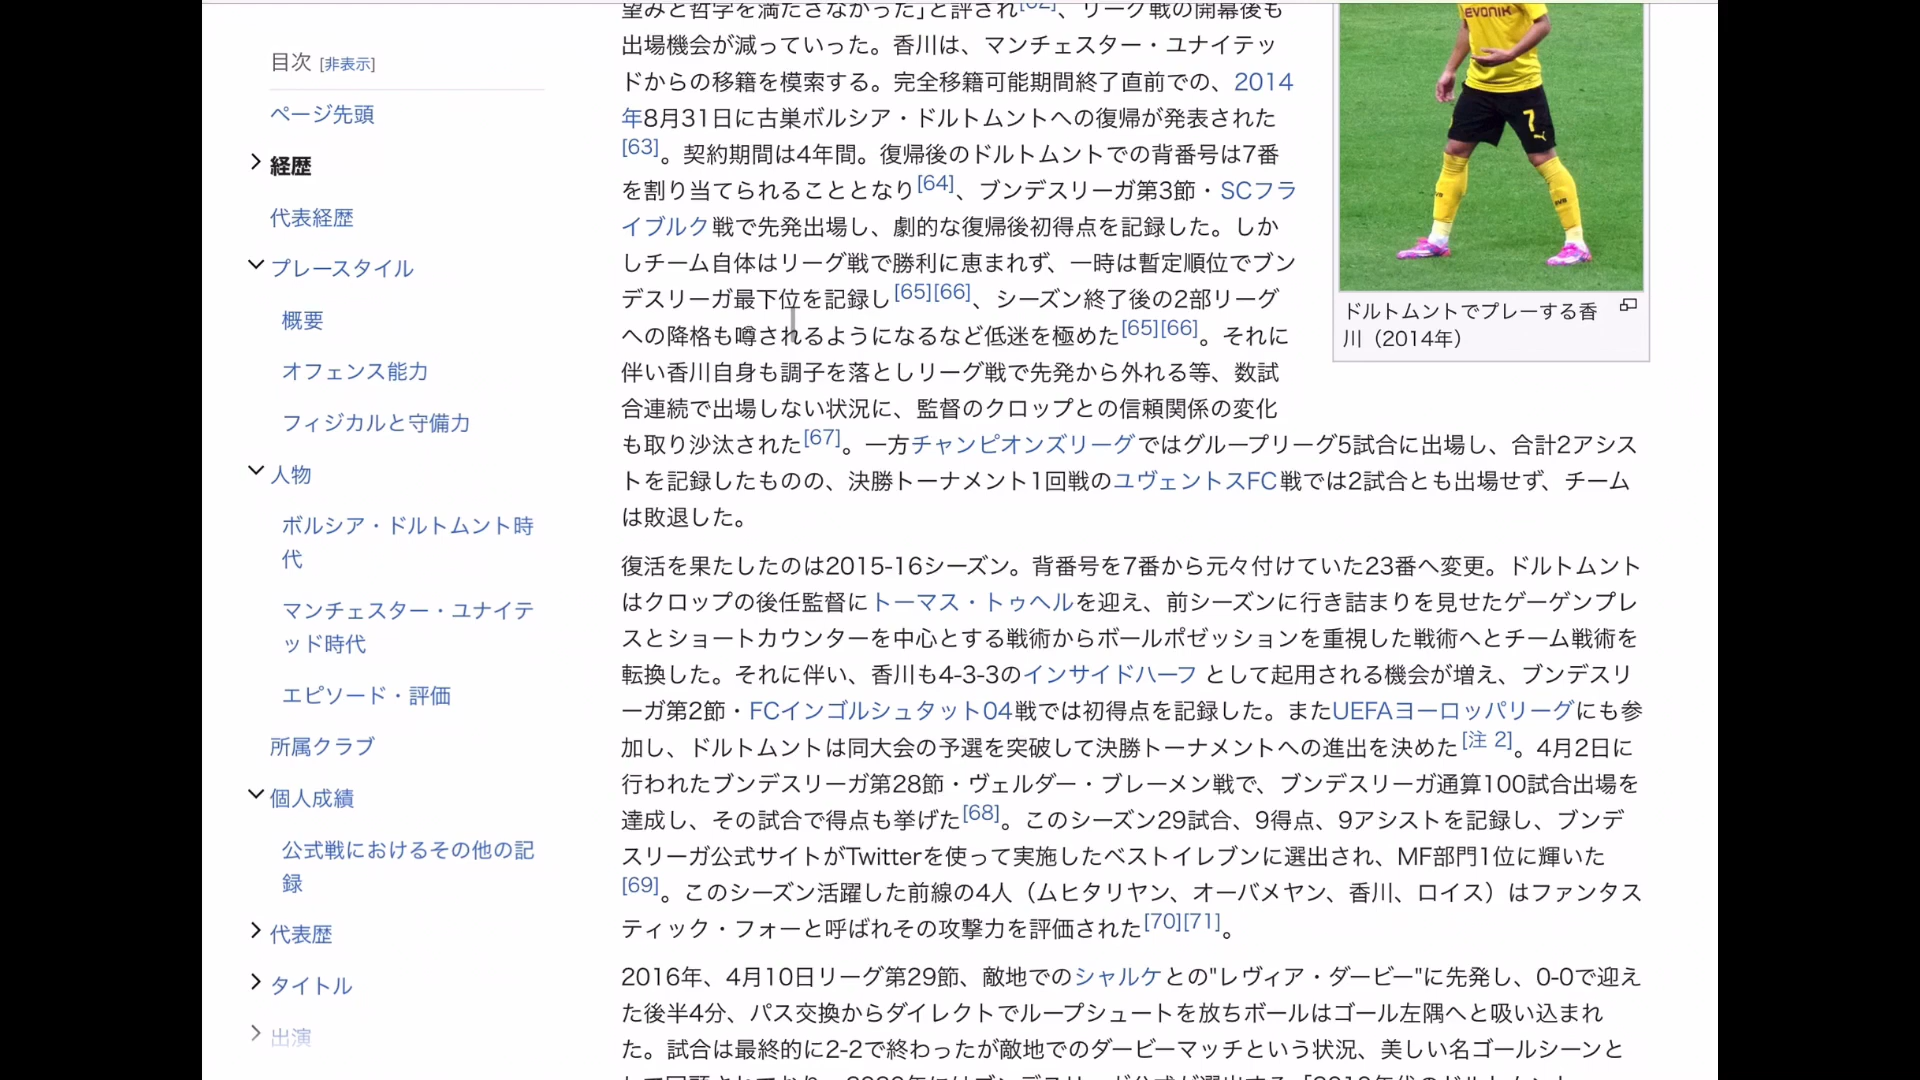 目次 [非表示]
ページ先頭
経歴
代表経歴
プレースタイル
概要
オフェンス能力
フィジカルと守備力
人物
ボルシア・ドルトムント時
代
マンチェスター・ユナイテ
ッド時代
エピソード・評価
所属クラブ
個人成績
公式戦におけるその他の記
録
代表歴
タイトル
出演
望みと哲学を満たさなかった」と評され[62]、リーグ戦の開幕後も
出場機会が減っていった。香川は、マンチェスター・ユナイテッ
ドからの移籍を模索する。完全移籍可能期間終了直前での、2014
年8月31日に古巣ボルシア・ドルトムントへの復帰が発表された
[63]。契約期間は4年間。復帰後のドルトムントでの背番号は7番
を割り当てられることとなり[64]、ブンデスリーガ第3節・SCフラ
イブルク戦で先発出場し、劇的な復帰後初得点を記録した。しか
しチーム自体はリーグ戦で勝利に恵まれず、一時は暫定順位でブン
デスリーガ最下位を記録し[65][66]、シーズン終了後の2部リーグ
への降格も噂されるようになるなど低迷を極めた[65][66]。それに
伴い香川自身も調子を落としリーグ戦で先発から外れる等、数試
合連続で出場しない状況に、監督のクロップとの信頼関係の変化
も取り沙汰された[67]。一方チャンピオンズリーグではグループリーグ5試合に出場し、合計2アシス
トを記録したものの、決勝トーナメント1回戦のユヴェントスFC戦では2試合とも出場せず、チーム
は敗退した。
EVONIK
7
ドルトムントでプレーする香
川（2014年）
復活を果たしたのは2015-16シーズン。背番号を7番から元々付けていた23番へ変更。ドルトムント
はクロップの後任監督にトーマス・トゥヘルを迎え、前シーズンに行き詰まりを見せたゲーゲンプレ
スとショートカウンターを中心とする戦術からボールポゼッションを重視した戦術へとチーム戦術を
転換した。それに伴い、香川も4-3-3のインサイドハーフ として起用される機会が増え、ブンデスリ
ーガ第2節・FCインゴルシュタット04戦では初得点を記録した。またUEFAヨーロッパリーグにも参
加し、ドルトムントは同大会の予選を突破して決勝トーナメントへの進出を決めた[注 2]。4月2日に
行われたブンデスリーガ第28節・ヴェルダー・ブレーメン戦で、ブンデスリーガ通算100試合出場を
達成し、その試合で得点も挙げた[68]。このシーズン29試合、9得点、9アシストを記録し、ブンデ
スリーガ公式サイトがTwitterを使って実施したベストイレブンに選出され、MF部門1位に輝いた
[69]。このシーズン活躍した前線の4人（ムヒタリヤン、オーバメヤン、香川、ロイス）はファンタス
ティック・フォーと呼ばれその攻撃力を評価された[70][71]。
2016年、4月10日リーグ第29節、敵地でのシャルケとの"レヴィア・ダービー"に先発し、0-0で迎え
た後半4分、パス交換からダイレクトでループシュートを放ちボールはゴール左隅へと吸い込まれ
た。試合は最終的に2-2で終わったが敵地でのダービーマッチという状況、美しい名ゴールシーンと